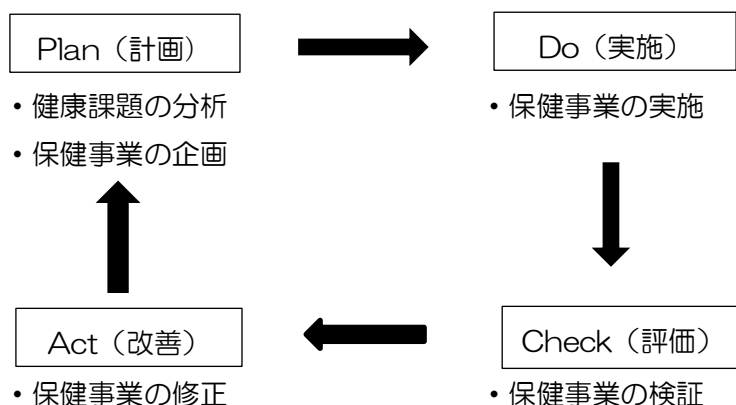 Plan（計画）
・健康課題の分析
・保健事業の企画
Do（実施）
・保健事業の実施
Check（評価）
・保健事業の検証
Act（改善）
・保健事業の修正